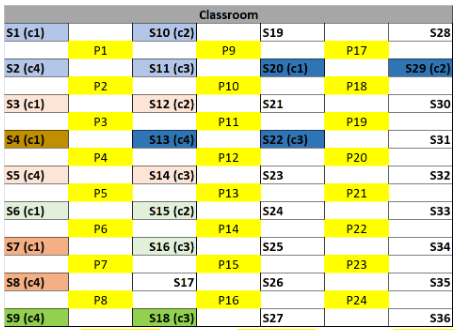 Classroom
S1 (c1) S10 (c2) S19 S28
P1 P9 P17
S2 (c4) S11 (c3) S20 (c1) S29 (c2)
P2 P10 P18
S3 (c1) S12 (c2) S21 S30
P3 P11 P19
S4 (c1) S13 (c4) S22 (c3) S31
P4 P12 P20
S5 (c4) S14 (c3) S23 S32
P5 P13 P21
S6 (c1) S15 (c2) S24 S33
P6 P14 P22
S7 (c1) S16 (c3) S25 S34
P7 P15 P23
S8 (c4) S17 S26 S35
P8 P16 P24
S9 (c4) S18 (c3) S27 S36